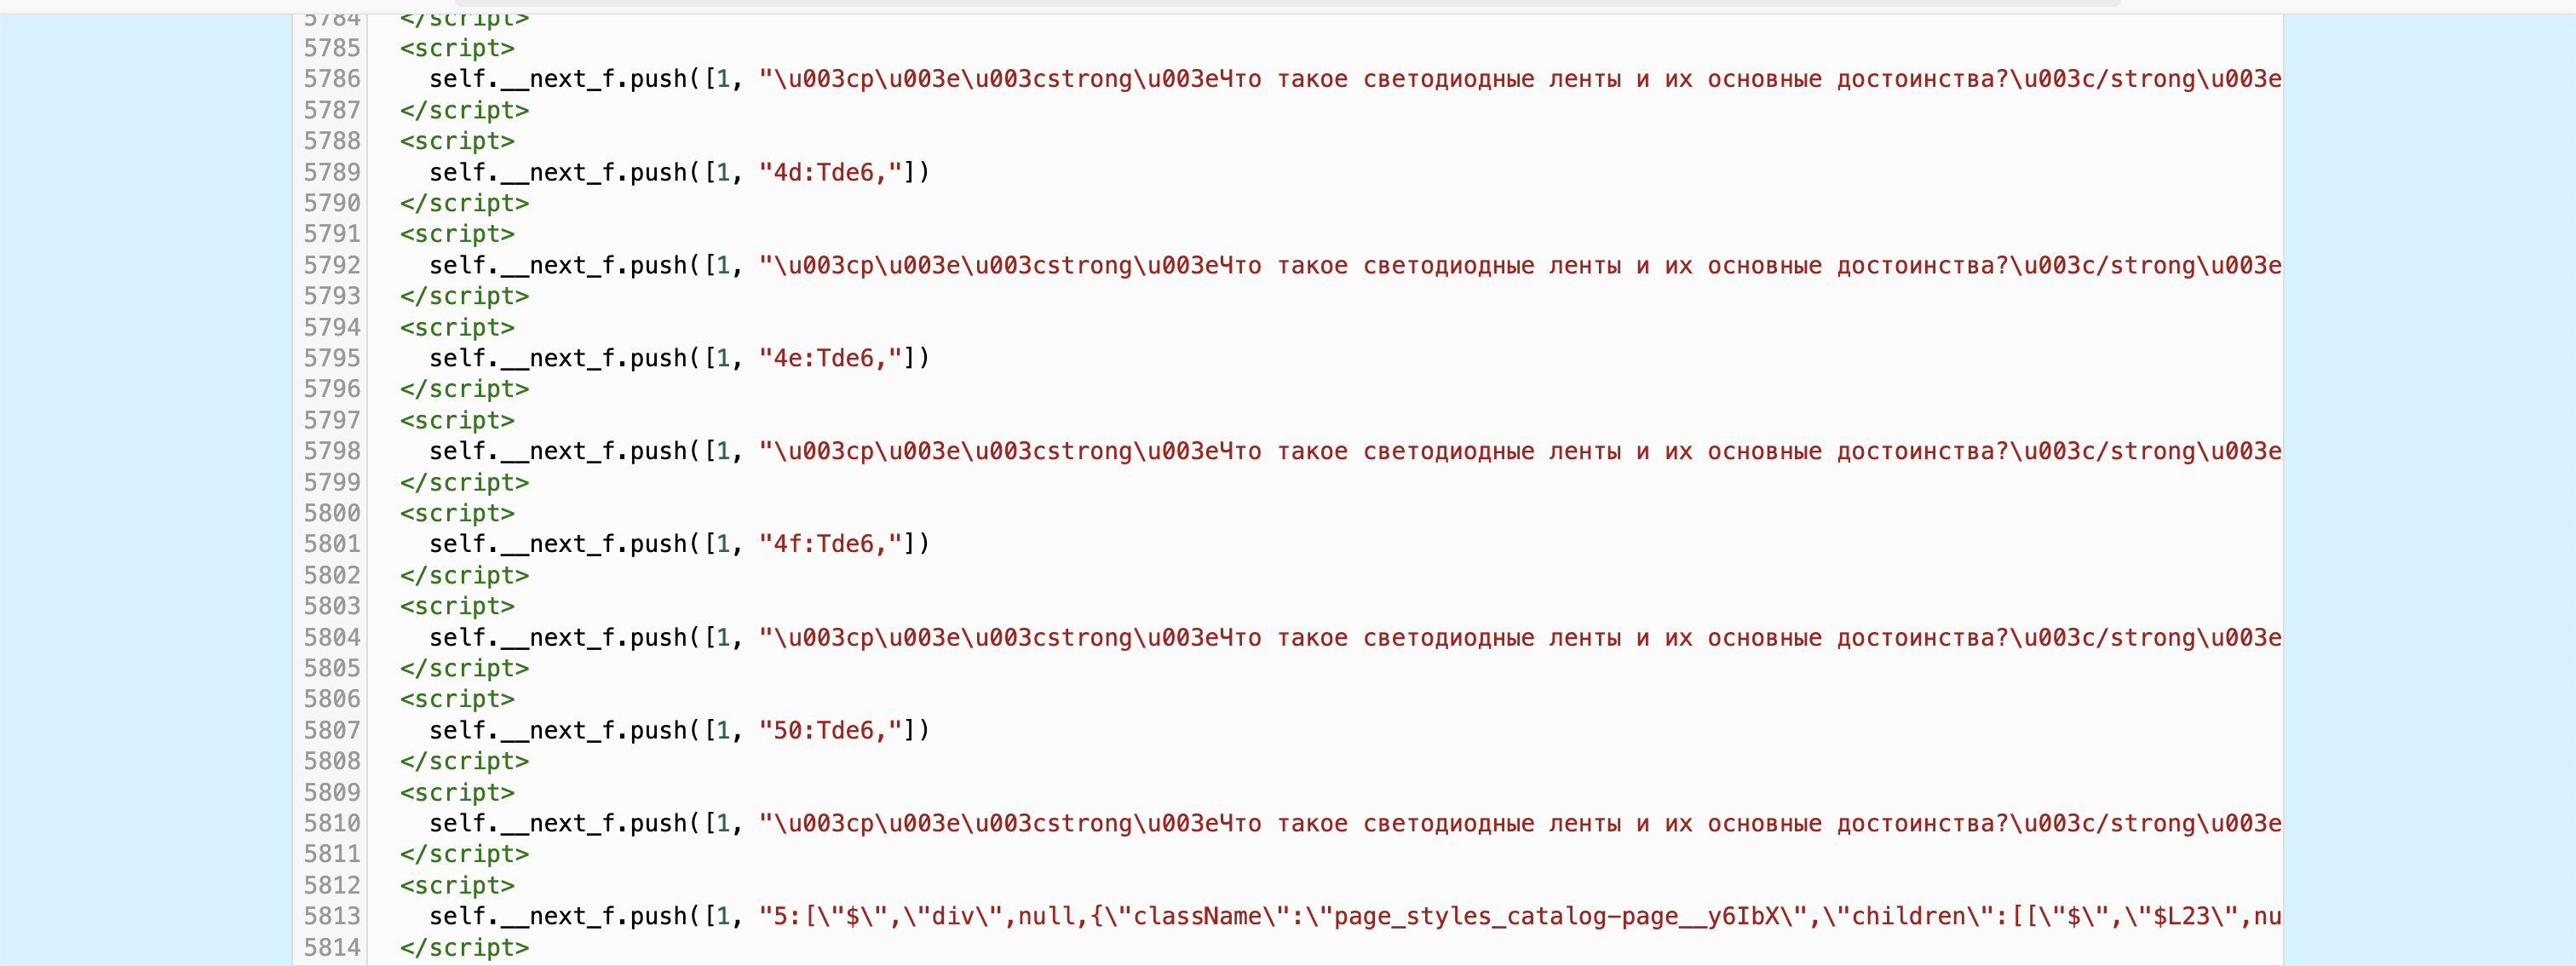 5784 </script>
5785 <script>
5786 self.__next_f.push([1, "\u003cp\u003e\u003cstrong\u003eЧто такое светодиодные ленты и их основные достоинства?\u003c/strong\u003e
5787 </script>
5788 <script>
5789 self.__next_f.push([1, "4d:Tde6,"])
5790 </script>
5791 <script>
5792 self.__next_f.push([1, "\u003cp\u003e\u003cstrong\u003eЧто такое светодиодные ленты и их основные достоинства?\u003c/strong\u003e
5793 </script>
5794 <script>
5795 self.__next_f.push([1, "4e:Tde6,"])
5796 </script>
5797 <script>
5798 self.__next_f.push([1, "\u003cp\u003e\u003cstrong\u003eЧто такое светодиодные ленты и их основные достоинства?\u003c/strong\u003e
5799 </script>
5800 <script>
5801 self.__next_f.push([1, "4f:Tde6,"])
5802 </script>
5803 <script>
5804 self.__next_f.push([1, "\u003cp\u003e\u003cstrong\u003eЧто такое светодиодные ленты и их основные достоинства?\u003c/strong\u003e
5805 </script>
5806 <script>
5807 self.__next_f.push([1, "50:Tde6,"])
5808 </script>
5809 <script>
5810 self.__next_f.push([1, "\u003cp\u003e\u003cstrong\u003eЧто такое светодиодные ленты и их основные достоинства?\u003c/strong\u003e
5811 </script>
5812 <script>
5813 self.__next_f.push([1, "5:[\"$\",\"div\",null,{\"className\":\"page_styles_catalog-page__y6IbX\",\"children\":[[\"$\",\"$L23\",nu
5814 </script>